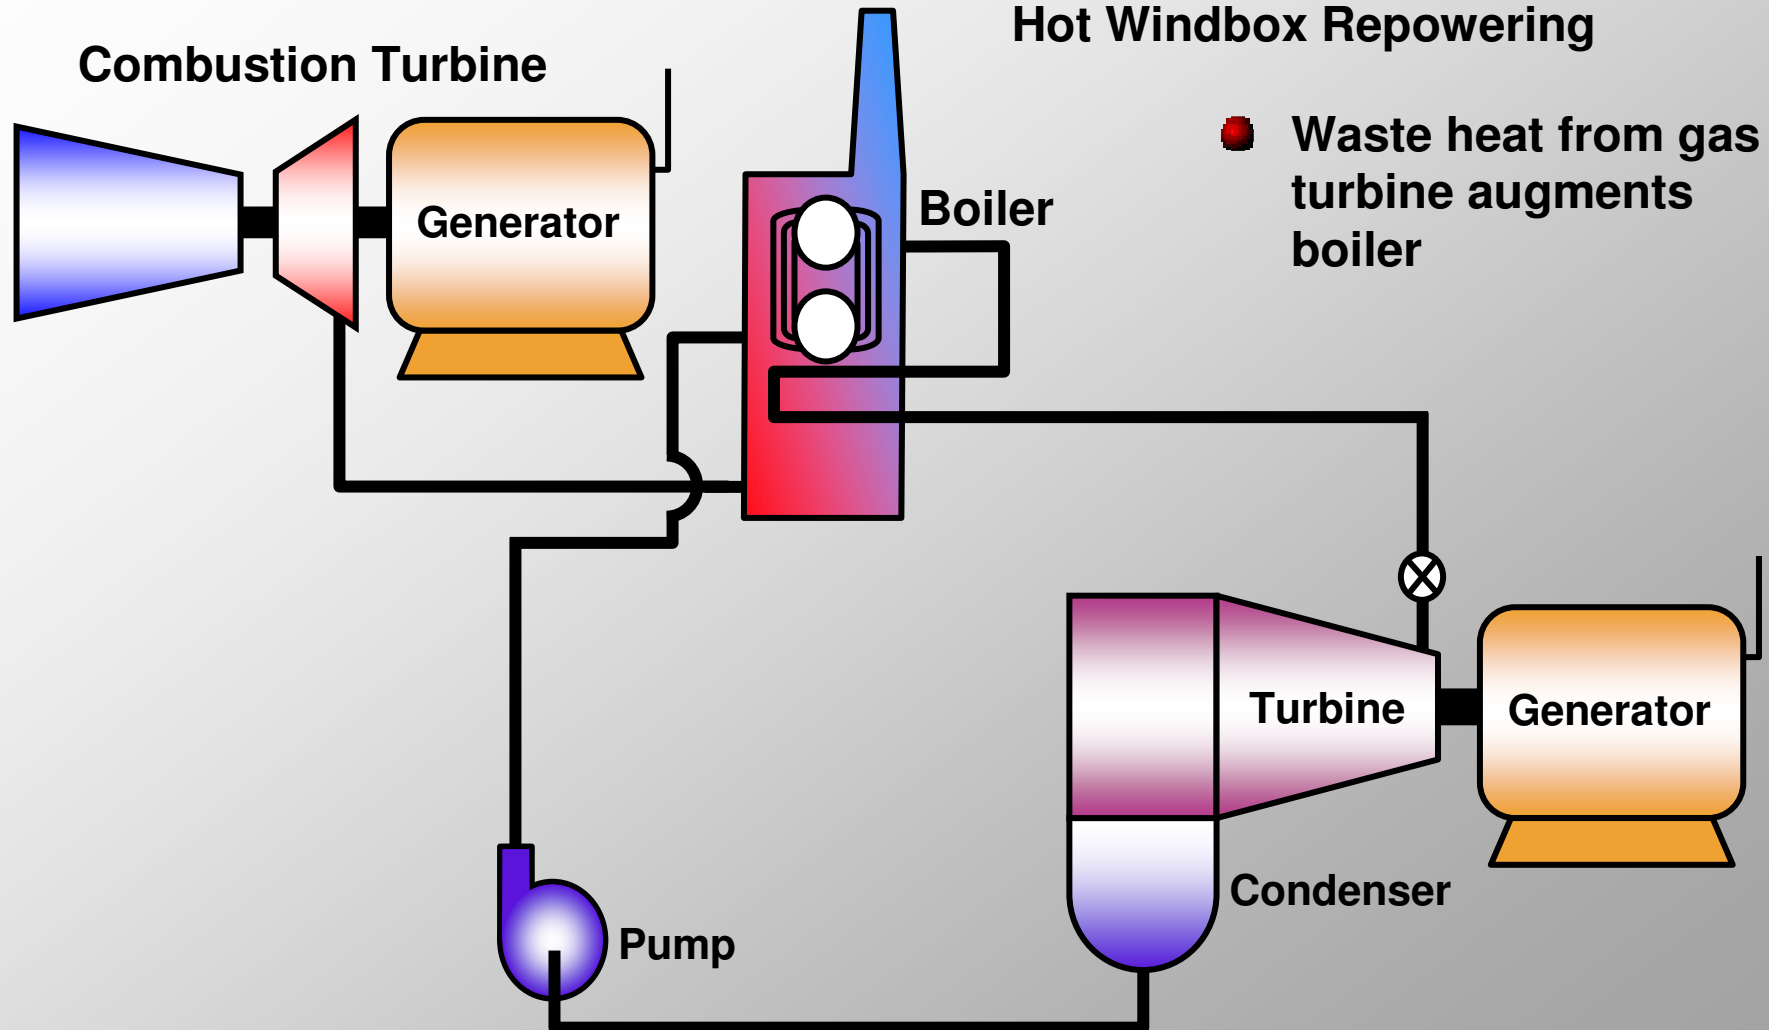 Hot Windbox Repowering
Combustion Turbine
Waste heat from gas
turbine augments
boiler
Generator
Boiler
Turbine
Generator
Condenser
Pump